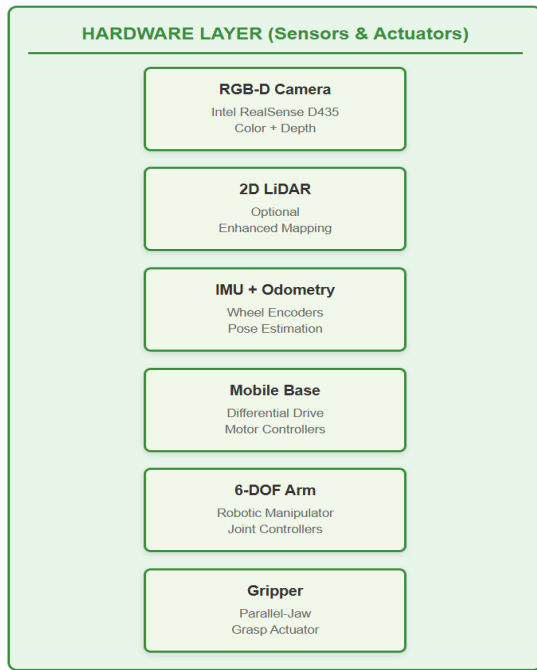 HARDWARE LAYER (Sensors & Actuators)
RGB-D Camera
Intel RealSense D435
Color + Depth
2D LiDAR
Optional
Enhanced Mapping
IMU + Odometry
Wheel Encoders
Pose Estimation
Mobile Base
Differential Drive
Motor Controllers
6-DOF Arm
Robotic Manipulator
Joint Controllers
Gripper
Parallel-Jaw
Grasp Actuator